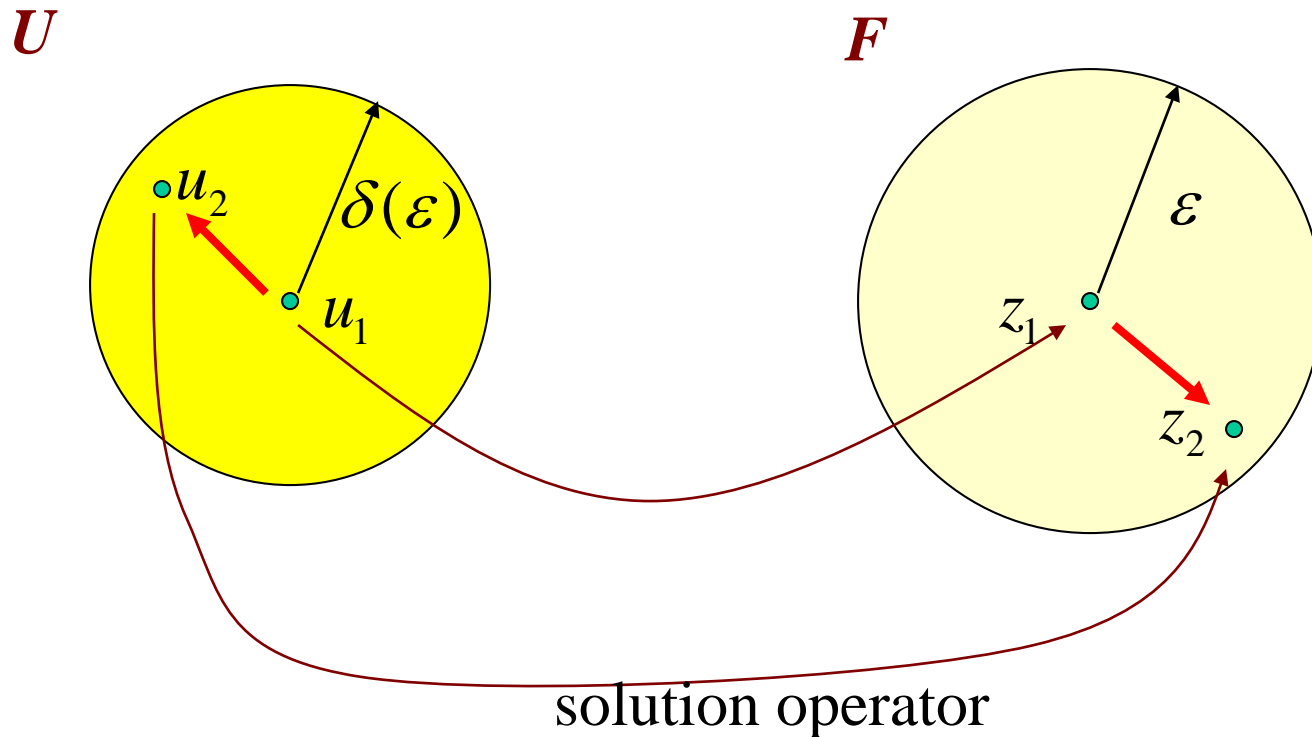 U F
u₂ δ(ε) ε
u₁ z₁
z₂
solution operator